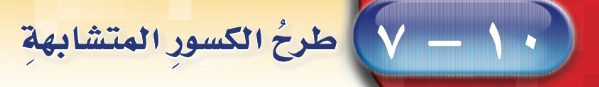 ١٠ – ٧ طرحُ الكسورِ المتشابهةِ